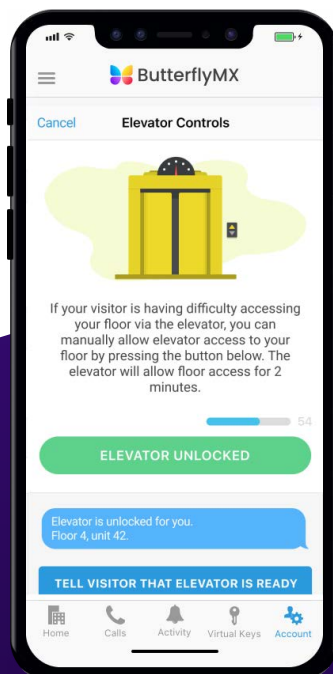 ButterflyMX
Cancel
Elevator Controls
If your visitor is having difficulty accessing
your floor via the elevator, you can
manually allow elevator access to your
floor by pressing the button below. The
elevator will allow floor access for 2
minutes.
54
ELEVATOR UNLOCKED
Elevator is unlocked for you.
Floor 4, unit 42.
TELL VISITOR THAT ELEVATOR IS READY
Home
Calls
Activity
Virtual Keys
Account